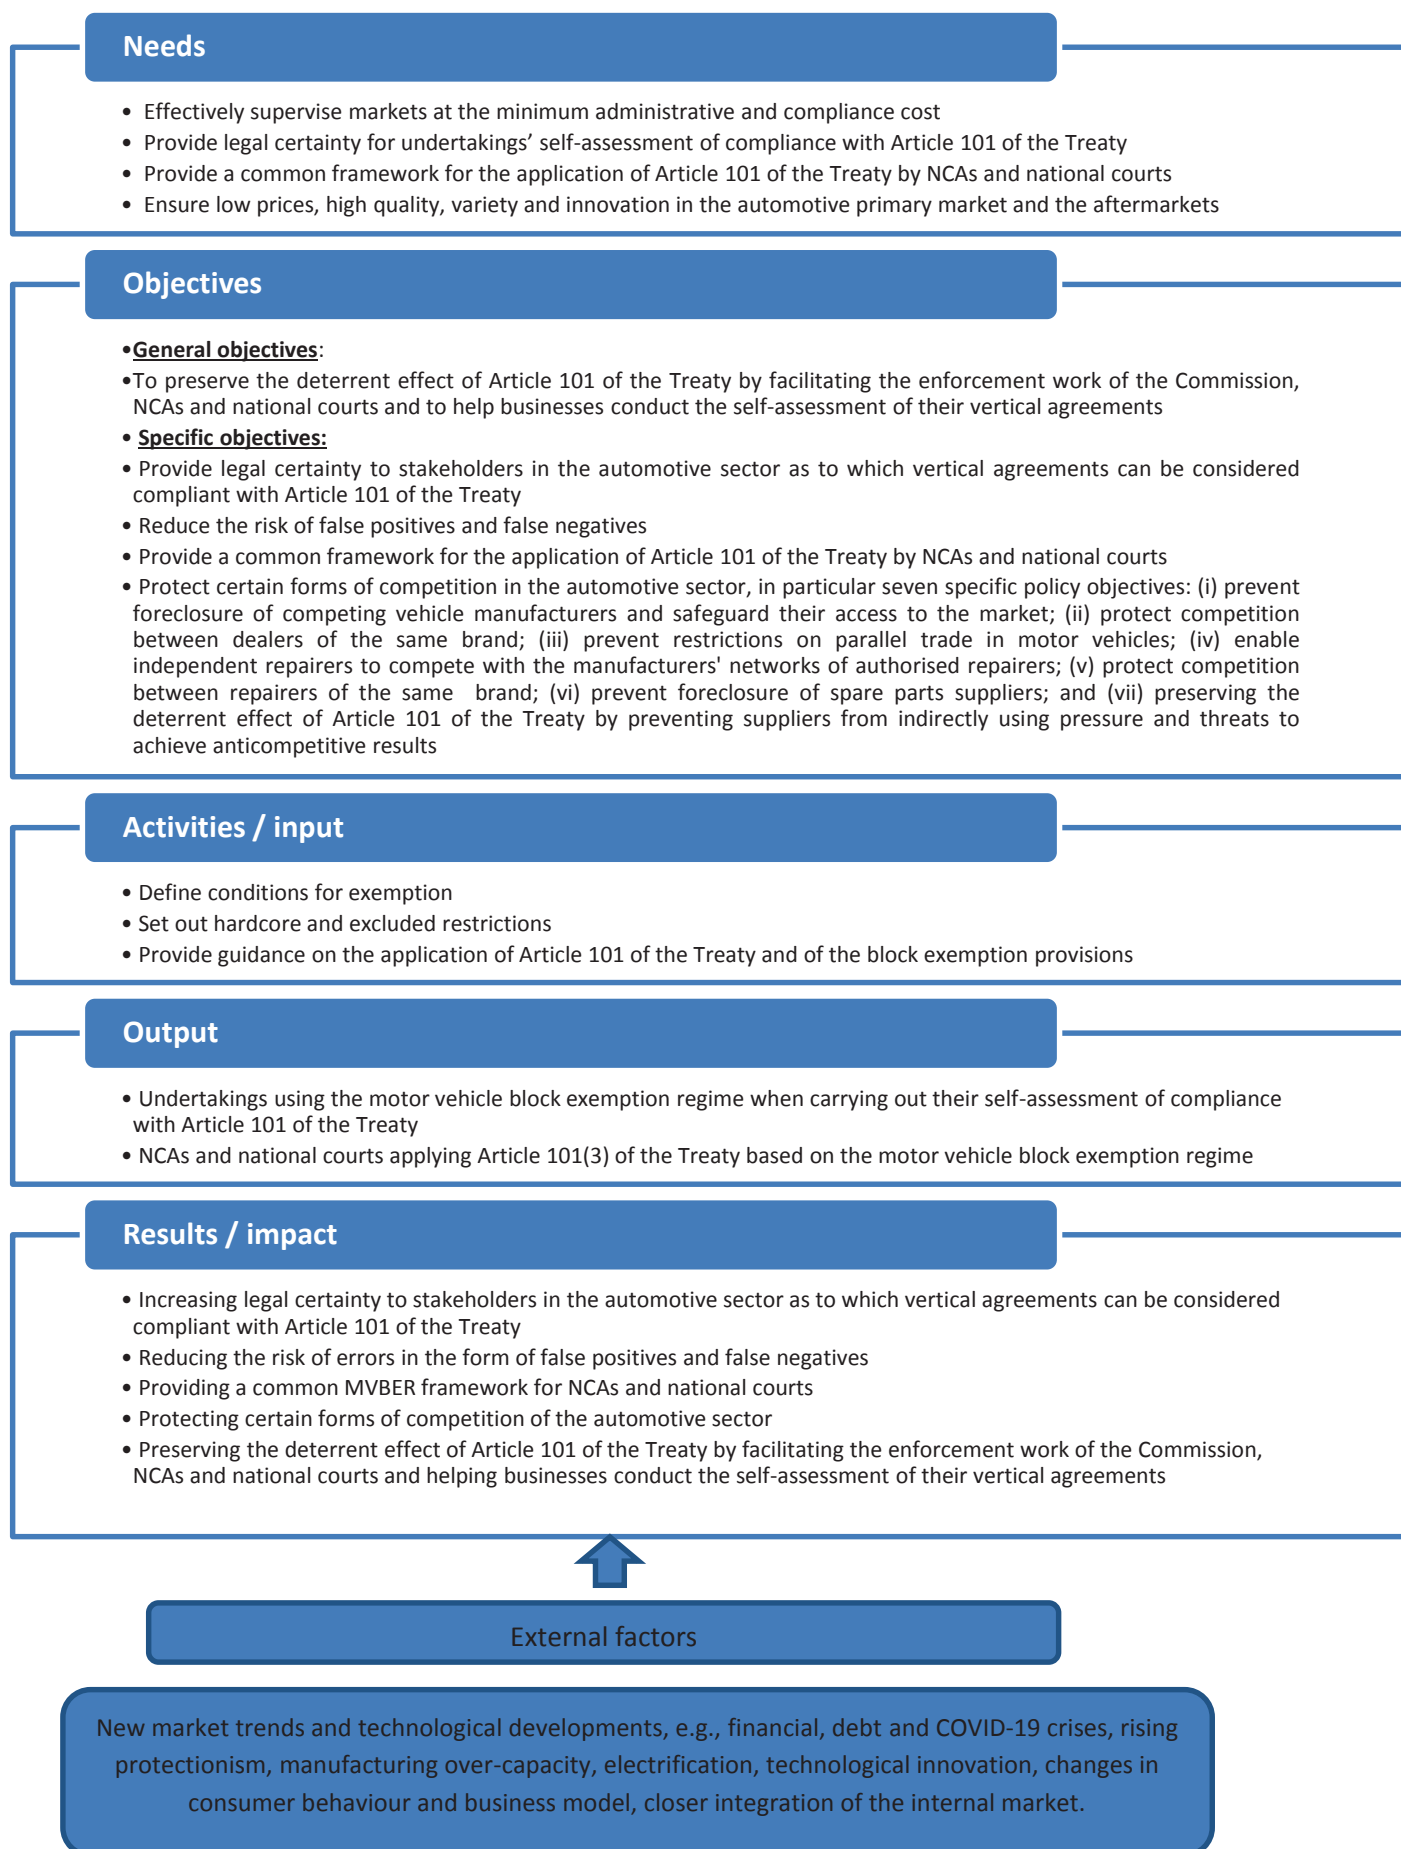 Needs
• Effectively supervise markets at the minimum administrative and compliance cost
• Provide legal certainty for undertakings’ self-assessment of compliance with Article 101 of the Treaty
• Provide a common framework for the application of Article 101 of the Treaty by NCAs and national courts
• Ensure low prices, high quality, variety and innovation in the automotive primary market and the aftermarkets
Objectives
•General objectives:
•To preserve the deterrent effect of Article 101 of the Treaty by facilitating the enforcement work of the Commission,
NCAs and national courts and to help businesses conduct the self-assessment of their vertical agreements
• Specific objectives:
• Provide legal certainty to stakeholders in the automotive sector as to which vertical agreements can be considered
compliant with Article 101 of the Treaty
• Reduce the risk of false positives and false negatives
• Provide a common framework for the application of Article 101 of the Treaty by NCAs and national courts
• Protect certain forms of competition in the automotive sector, in particular seven specific policy objectives: (i) prevent
foreclosure of competing vehicle manufacturers and safeguard their access to the market; (ii) protect competition
between dealers of the same brand; (iii) prevent restrictions on parallel trade in motor vehicles; (iv) enable
independent repairers to compete with the manufacturers' networks of authorised repairers; (v) protect competition
between repairers of the same brand; (vi) prevent foreclosure of spare parts suppliers; and (vii) preserving the
deterrent effect of Article 101 of the Treaty by preventing suppliers from indirectly using pressure and threats to
achieve anticompetitive results
Activities / input
• Define conditions for exemption
• Set out hardcore and excluded restrictions
• Provide guidance on the application of Article 101 of the Treaty and of the block exemption provisions
Output
• Undertakings using the motor vehicle block exemption regime when carrying out their self-assessment of compliance
with Article 101 of the Treaty
• NCAs and national courts applying Article 101(3) of the Treaty based on the motor vehicle block exemption regime
Results / impact
• Increasing legal certainty to stakeholders in the automotive sector as to which vertical agreements can be considered
compliant with Article 101 of the Treaty
• Reducing the risk of errors in the form of false positives and false negatives
• Providing a common MVBER framework for NCAs and national courts
• Protecting certain forms of competition of the automotive sector
• Preserving the deterrent effect of Article 101 of the Treaty by facilitating the enforcement work of the Commission,
NCAs and national courts and helping businesses conduct the self-assessment of their vertical agreements
External factors
New market trends and technological developments, e.g., financial, debt and COVID-19 crises, rising
protectionism, manufacturing over-capacity, electrification, technological innovation, changes in
consumer behaviour and business model, closer integration of the internal market.